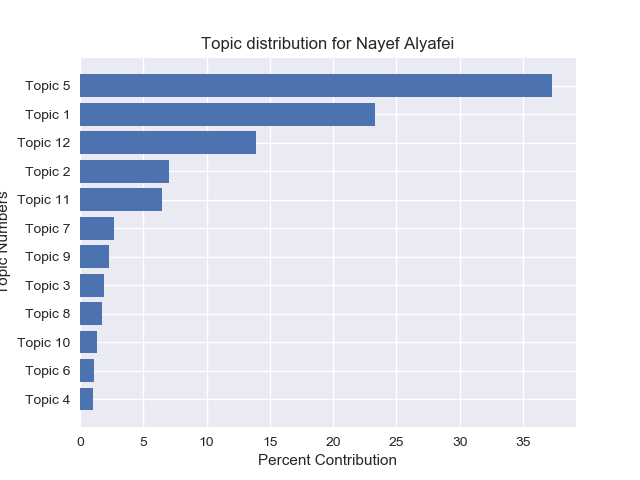 Topic distribution for Nayef Alyafei
Topic 5
Topic 1
Topic 12
Topic 2
Topic 11
Topic 7
Topic 9
Topic 3
Topic 8
Topic 10
Topic 6
Topic 4
Topic Numbers
0 5 10 15 20 25 30 35
Percent Contribution